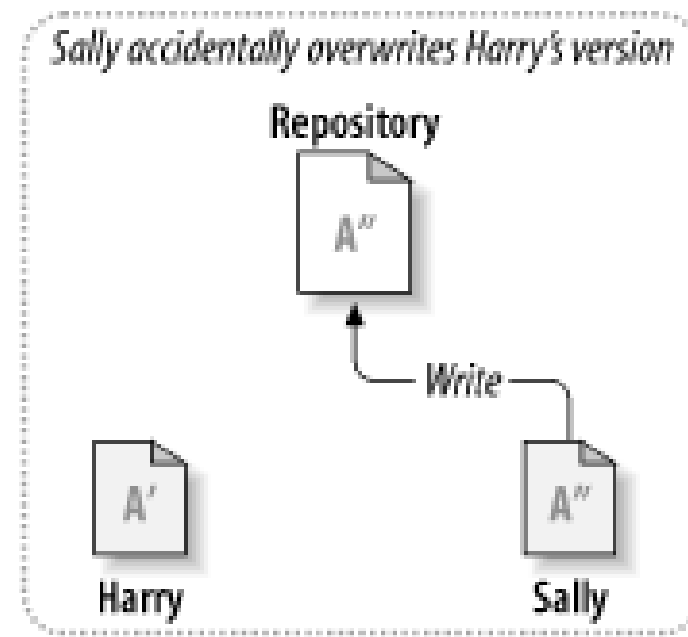 Sally accidentally overwrites Harry's version
Repository
A"
Write
A'
A"
Harry
Sally